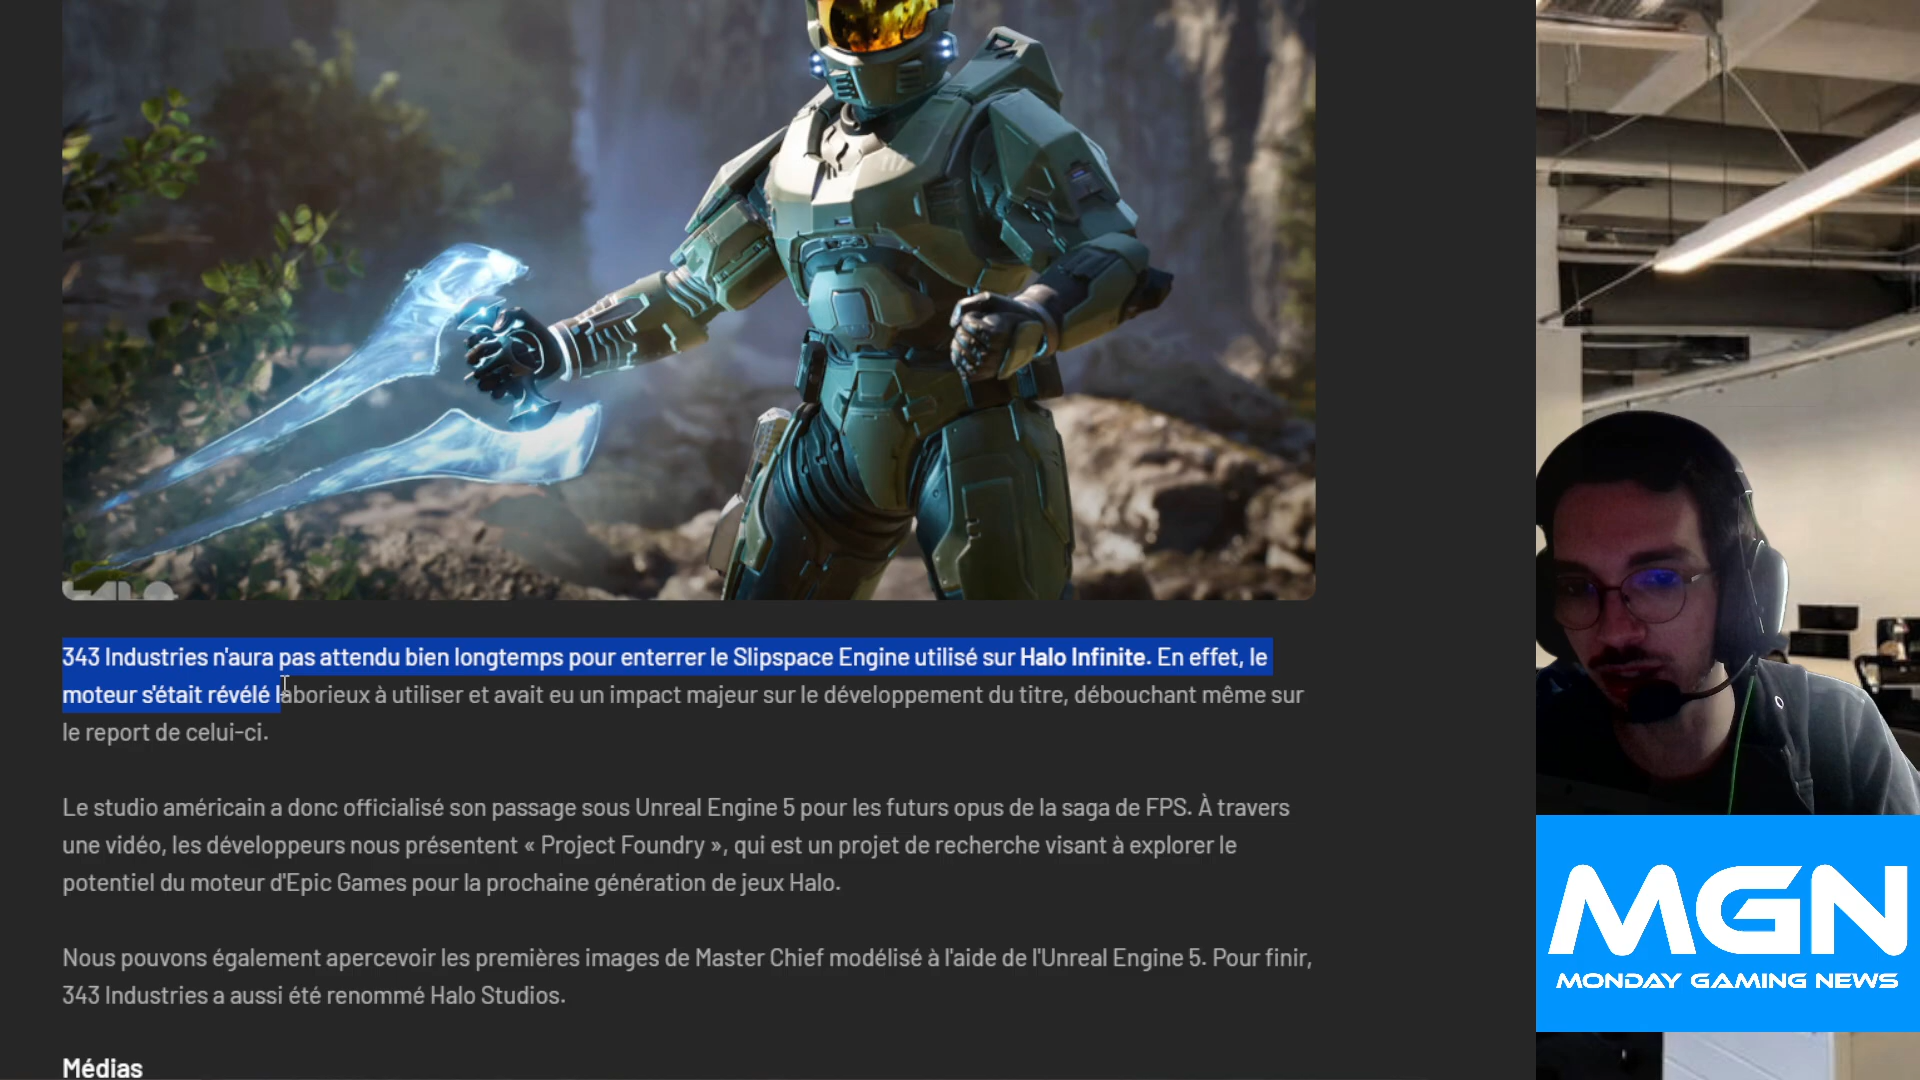 343 Industries n'aura pas attendu bien longtemps pour enterrer le Slipspace Engine utilisé sur Halo Infinite. En effet, le
moteur s'était révélé laborieux à utiliser et avait eu un impact majeur sur le développement du titre, débouchant même sur
le report de celui-ci.
Le studio américain a donc officialisé son passage sous Unreal Engine 5 pour les futurs opus de la saga de FPS. À travers
une vidéo, les développeurs nous présentent « Project Foundry », qui est un projet de recherche visant à explorer le
potentiel du moteur d'Epic Games pour la prochaine génération de jeux Halo.
Nous pouvons également apercevoir les premières images de Master Chief modélisé à l'aide de l'Unreal Engine 5. Pour finir,
343 Industries a aussi été renommé Halo Studios.
Médias
MGN
MONDAY GAMING NEWS